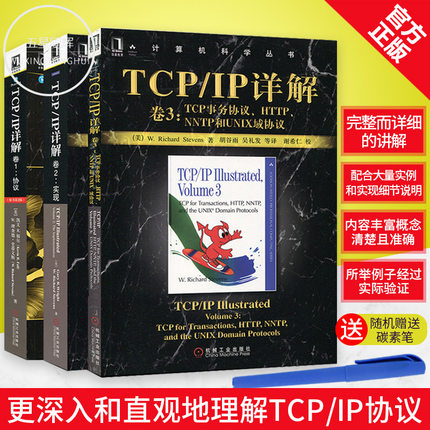 官方
正版
计算机科学丛书
TCP/IP详解
卷3:TCP事务协议、HTTP、
NNTP和UNIX域协议
(美) W. Richard Stevens 著
胡谷雨 吴礼发 等译 谢希仁 校
TCP/IP Illustrated,
Volume 3
TCP for Transactions, HTTP, NNTP,
and the UNIX Domain Protocols
W. Richard Stevens
TCP/IP Illustrated
Volume 3:
TCP for Transactions, HTTP, NNTP,
and the UNIX Domain Protocols
机械工业出版社
TCP/IP详解
卷1:协议
TCP/IP详解
卷2:实现
TCP/IP详解
完整而详细
的讲解
配合大量实例
和实现细节说明
内容丰富概念
清楚且准确
所举例子经过
实际验证
送
随机赠送
碳素笔
更深入和直观地理解TCP/IP协议